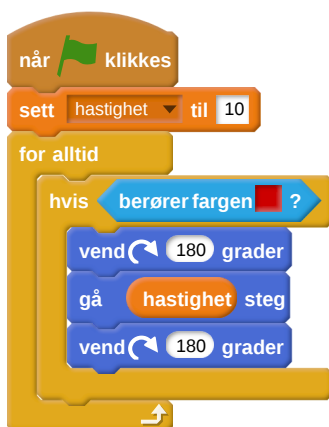 når klikkes
sett hastighet til 10
for alltid
hvis berører fargen ?
vend 180 grader
gå hastighet steg
vend 180 grader